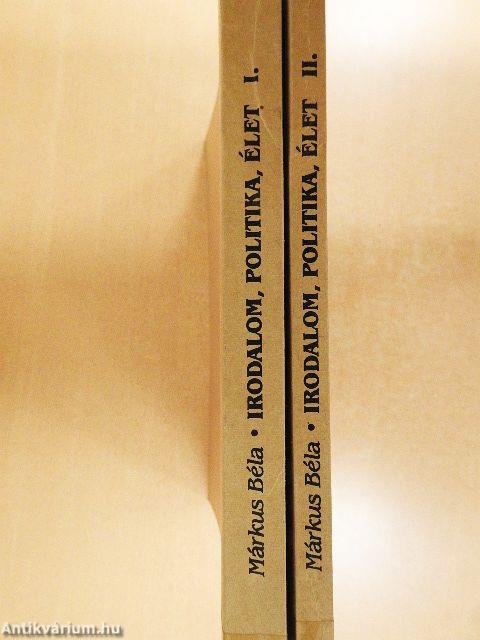 Márkus Béla • IRODALOM, POLITIKA, ÉLET I.
Márkus Béla • IRODALOM, POLITIKA, ÉLET II.
Antikvárium.hu